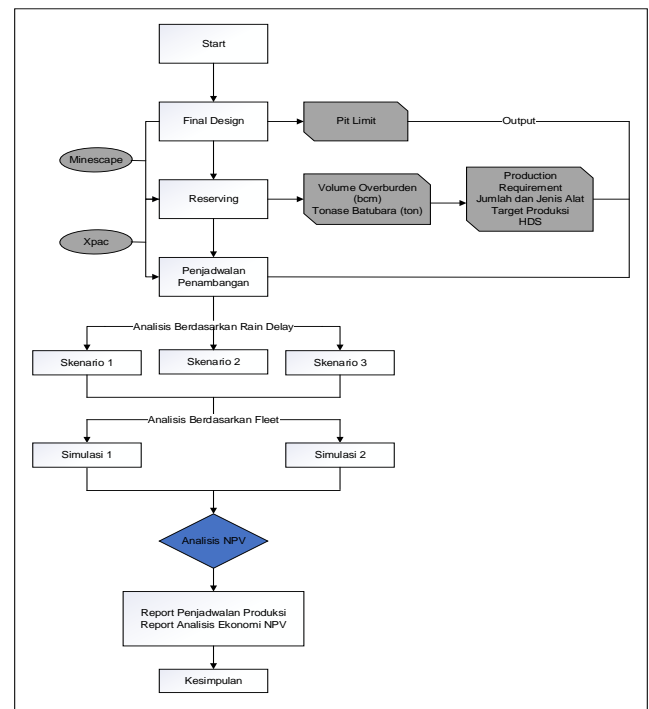 Start
Final Design
Pit Limit
Output
Minescape
Reserving
Volume Overburden
(bcm)
Tonase Batubara (ton)
Production
Requirement
Jumlah dan Jenis Alat
Target Produksi
HDS
Xpac
Penjadwalan
Penambangan
Analisis Berdasarkan Rain Delay
Skenario 1
Skenario 2
Skenario 3
Analisis Berdasarkan Fleet
Simulasi 1
Simulasi 2
Analisis NPV
Report Penjadwalan Produksi
Report Analisis Ekonomi NPV
Kesimpulan